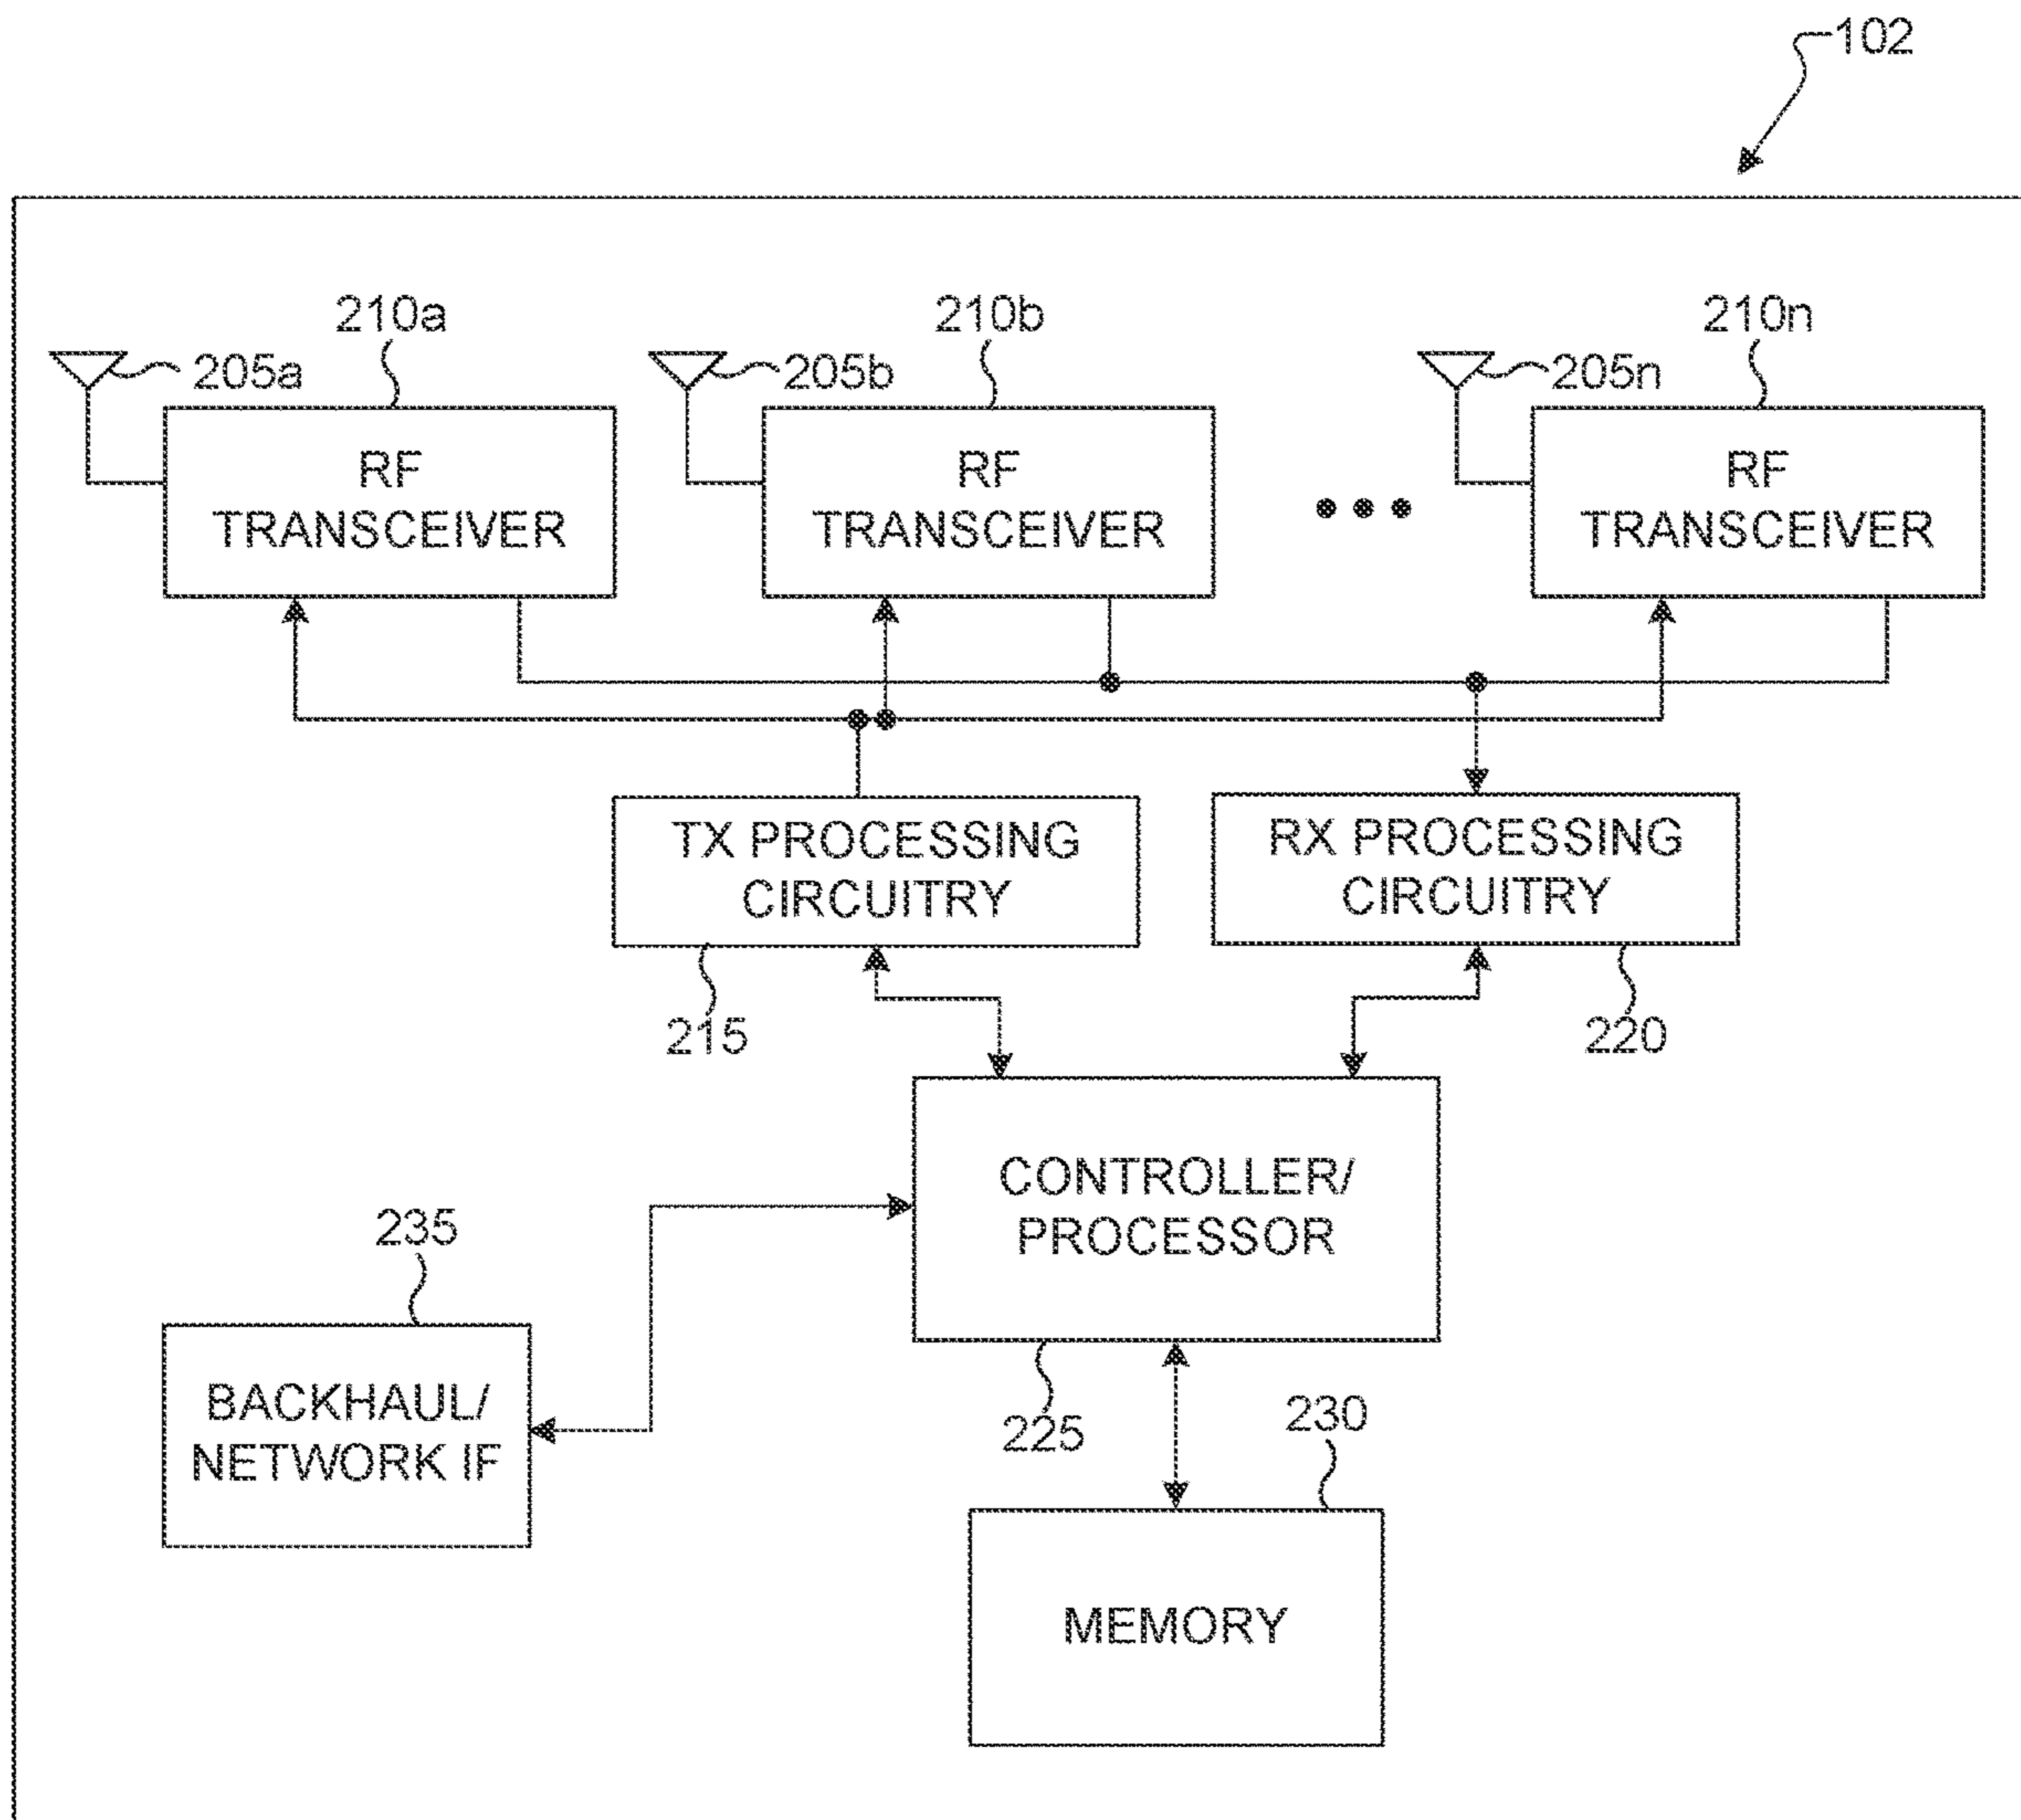 102
210a
210b
210n
205a
205b
205n
RF
TRANSCEIVER
RF
TRANSCEIVER
RF
TRANSCEIVER
TX PROCESSING
CIRCUITRY
RX PROCESSING
CIRCUITRY
215
220
CONTROLLER/
PROCESSOR
235
225
230
BACKHAUL/
NETWORK IF
MEMORY